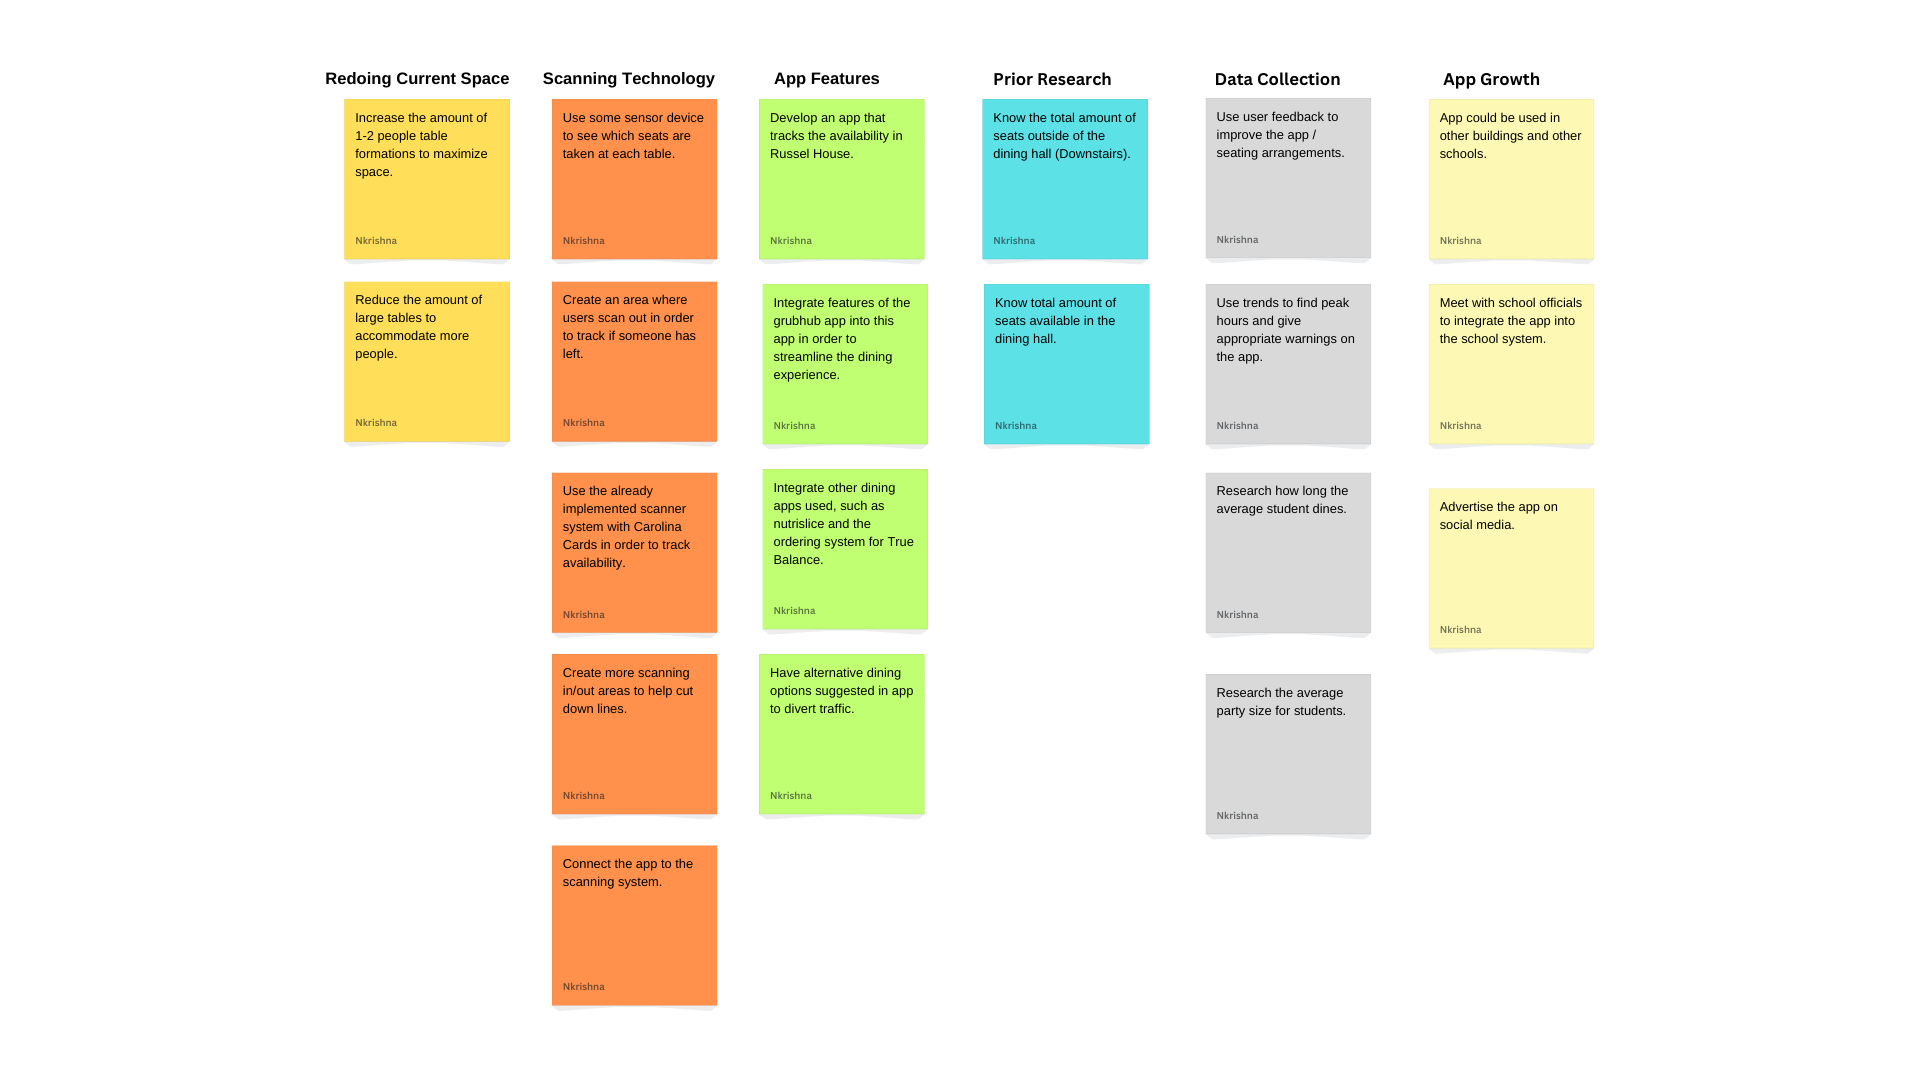 Redoing Current Space
Increase the amount of
1-2 people table
formations to maximize
space.
Nkrishna
Reduce the amount of
large tables to
accommodate more
people.
Nkrishna
Scanning Technology
Use some sensor device
to see which seats are
taken at each table.
Nkrishna
Create an area where
users scan out in order
to track if someone has
left.
Nkrishna
Use the already
implemented scanner
system with Carolina
Cards in order to track
availability.
Nkrishna
Create more scanning
in/out areas to help cut
down lines.
Nkrishna
Connect the app to the
scanning system.
Nkrishna
App Features
Develop an app that
tracks the availability in
Russel House.
Nkrishna
Integrate features of the
grubhub app into this
app in order to
streamline the dining
experience.
Nkrishna
Integrate other dining
apps used, such as
nutrislice and the
ordering system for True
Balance.
Nkrishna
Have alternative dining
options suggested in app
to divert traffic.
Nkrishna
Prior Research
Know the total amount of
seats outside of the
dining hall (Downstairs).
Nkrishna
Know total amount of
seats available in the
dining hall.
Nkrishna
Data Collection
Use user feedback to
improve the app /
seating arrangements.
Nkrishna
Use trends to find peak
hours and give
appropriate warnings on
the app.
Nkrishna
Research how long the
average student dines.
Nkrishna
Research the average
party size for students.
Nkrishna
App Growth
App could be used in
other buildings and other
schools.
Nkrishna
Meet with school officials
to integrate the app into
the school system.
Nkrishna
Advertise the app on
social media.
Nkrishna